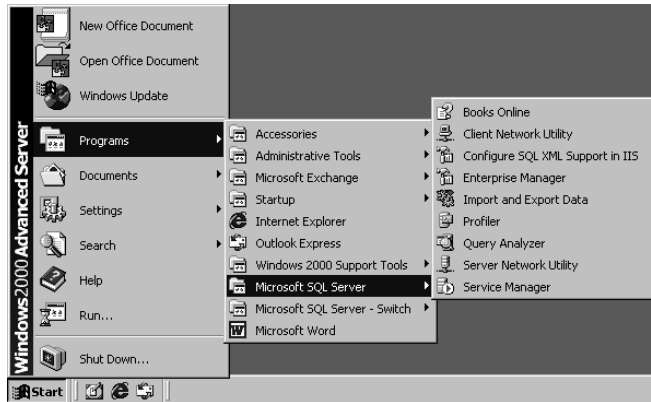 New Office Document
Open Office Document
Windows Update
Programs
Documents
Settings
Search
Help
Run...
Shut Down...
Windows 2000 Advanced Server
Accessories
Administrative Tools
Microsoft Exchange
Startup
Internet Explorer
Outlook Express
Windows 2000 Support Tools
Microsoft SQL Server
Microsoft SQL Server - Switch
Microsoft Word
Books Online
Client Network Utility
Configure SQL XML Support in IIS
Enterprise Manager
Import and Export Data
Profiler
Query Analyzer
Server Network Utility
Service Manager
Start